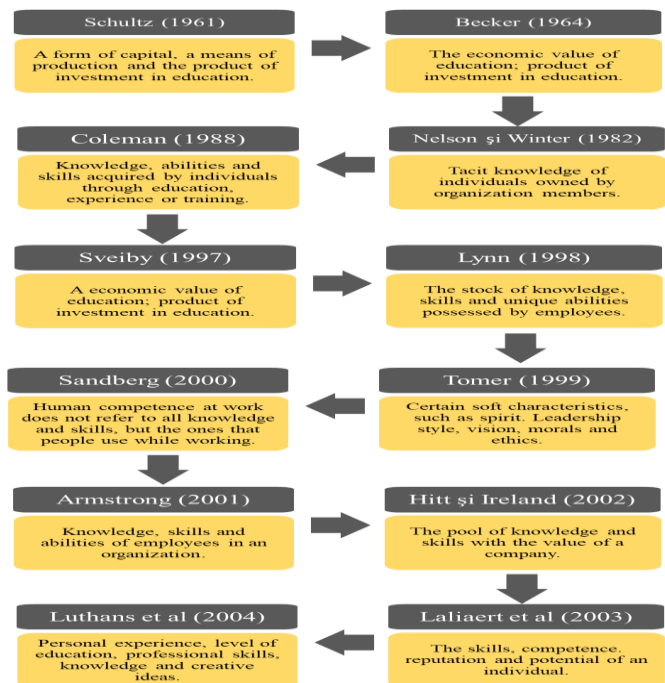 Schultz (1961)
A form of capital, a means of
production and the product of
investment in education.
Becker (1964)
The economic value of
education; product of
investment in education.
Nelson şi Winter (1982)
Tacit knowledge of
individuals owned by
organization members.
Coleman (1988)
Knowledge, abilities and
skills acquired by individuals
through education,
experience or training.
Sveiby (1997)
A economic value of
education; product of
investment in education.
Lynn (1998)
The stock of knowledge,
skills and unique abilities
possessed by employees.
Tomer (1999)
Certain soft characteristics,
such as spirit. Leadership
style, vision, morals and
ethics.
Sandberg (2000)
Human competence at work
does not refer to all knowledge
and skills, but the ones that
people use while working.
Armstrong (2001)
Knowledge, skills and
abilities of employees in an
organization.
Hitt şi Ireland (2002)
The pool of knowledge and
skills with the value of a
company.
Laliaert et al (2003)
The skills, competence.
reputation and potential of an
individual.
Luthans et al (2004)
Personal experience, level of
education, professional skills,
knowledge and creative
ideas.